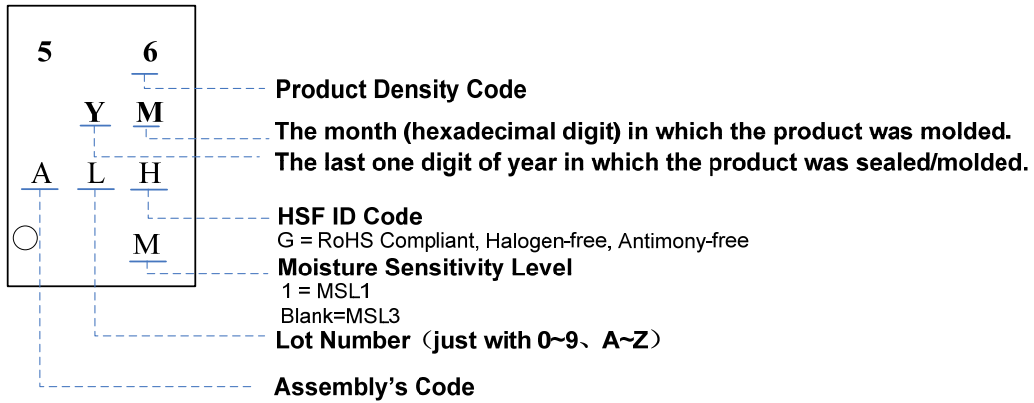 5 6
Product Density Code
Y M
The month (hexadecimal digit) in which the product was molded.
The last one digit of year in which the product was sealed/molded.
A L H
HSF ID Code
G = RoHS Compliant, Halogen-free, Antimony-free
M
Moisture Sensitivity Level
1 = MSL1
Blank=MSL3
Lot Number（just with 0~9、A~Z）
Assembly's Code